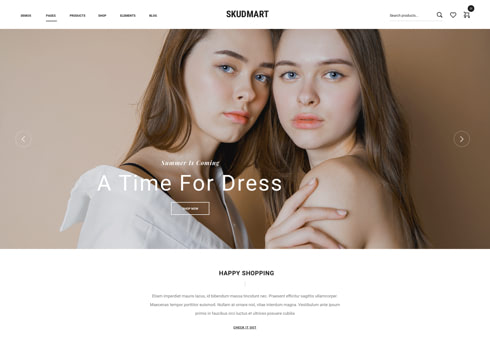 DEMOS
PAGES
PRODUCTS
SHOP
ELEMENTS
BLOG
SKUDMART
Search products...
Summer Is Coming
A Time For Dress
SHOP NOW
HAPPY SHOPPING
Etiam imperdiet mauris lacus, id bibendum massa tincidunt nec. Praesent efficitur sagittis ullamcorper.
Maecenas tempor porttitor euismod. Nullam at ornare nisl, vitae interdum magna. Vestibulum ante ipsum
primis in faucibus orci luctus et ultrices posuere cubilia
CHECK IT OUT